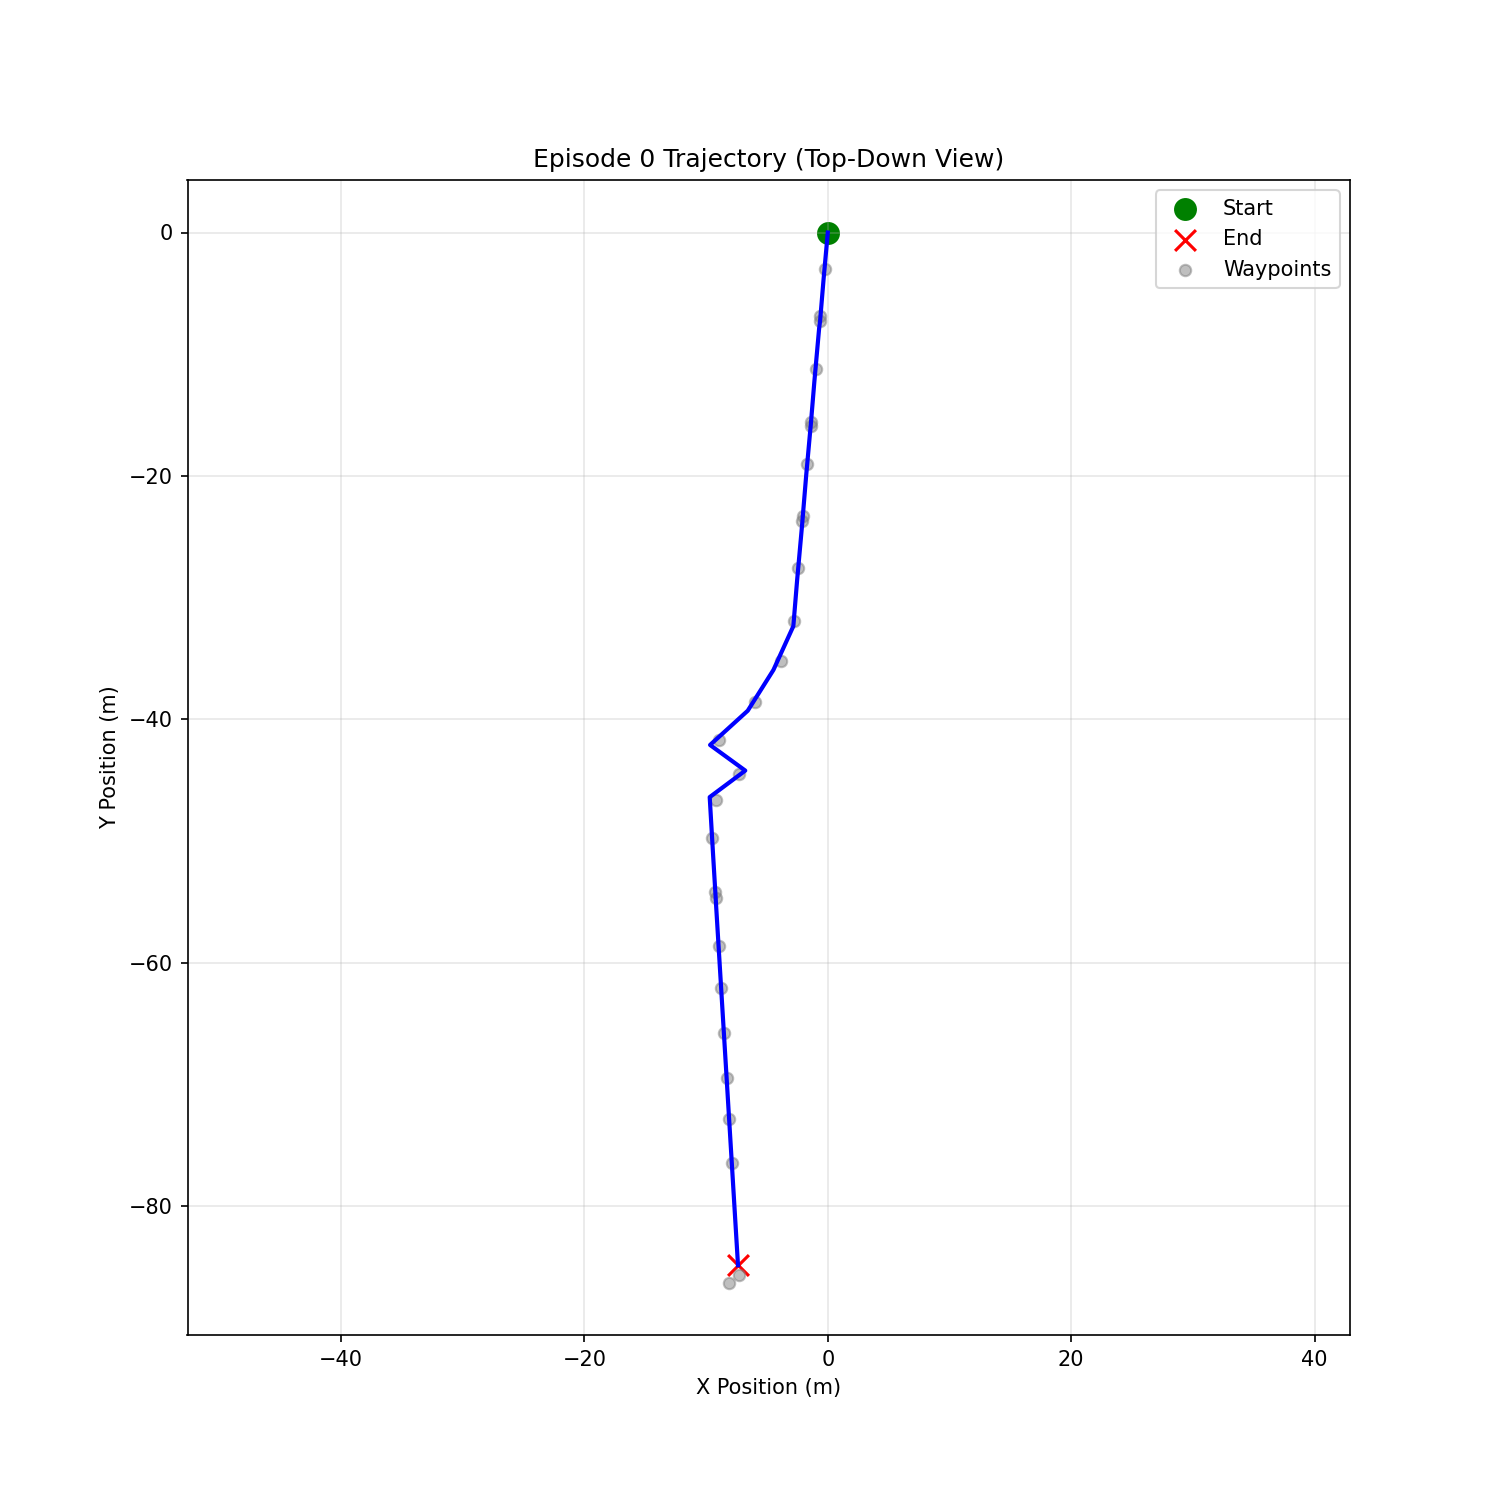 Episode 0 Trajectory (Top-Down View)
Start
End
Waypoints
0
−20
−40
−60
−80
Y Position (m)
−40
−20
0
20
40
X Position (m)